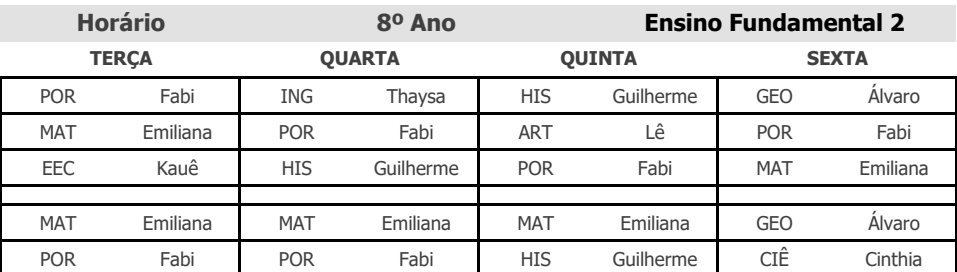 Horário 8º Ano Ensino Fundamental 2
TERÇA QUARTA QUINTA SEXTA
POR Fabi ING Thaysa HIS Guilherme GEO Álvaro
MAT Emiliana POR Fabi ART Lê POR Fabi
EEC Kauê HIS Guilherme POR Fabi MAT Emiliana
MAT Emiliana MAT Emiliana MAT Emiliana GEO Álvaro
POR Fabi POR Fabi HIS Guilherme CIÊ Cinthia